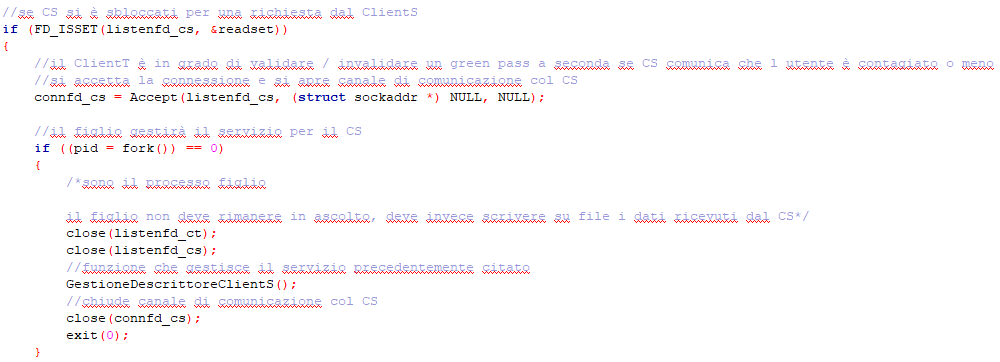 //se CS si è sbloccati per una richiesta dal ClientS
if (FD_ISSET(listenfd_cs, &readset))
{
//il ClientT è in grado di validare / invalidare un green pass a seconda se CS comunica che l utente è contagiato o meno
//si accetta la connessione e si apre canale di comunicazione col CS
connfd_cs = Accept(listenfd_cs, (struct sockaddr *) NULL, NULL);
//il figlio gestirà il servizio per il CS
if ((pid = fork()) == 0)
{
/*sono il processo figlio
il figlio non deve rimanere in ascolto, deve invece scrivere su file i dati ricevuti dal CS*/
close(listenfd_ct);
close(listenfd_cs);
//funzione che gestisce il servizio precedentemente citato
GestioneDescrittoreClientS();
//chiude canale di comunicazione col CS
close(connfd_cs);
exit(0);
}